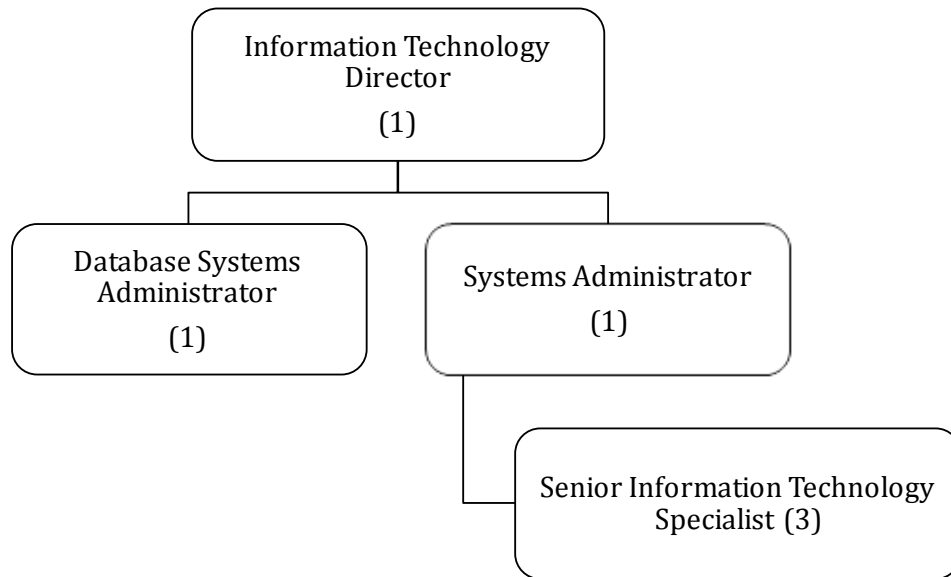 Information Technology
Director
(1)
Database Systems
Administrator
(1)
Systems Administrator
(1)
Senior Information Technology
Specialist (3)